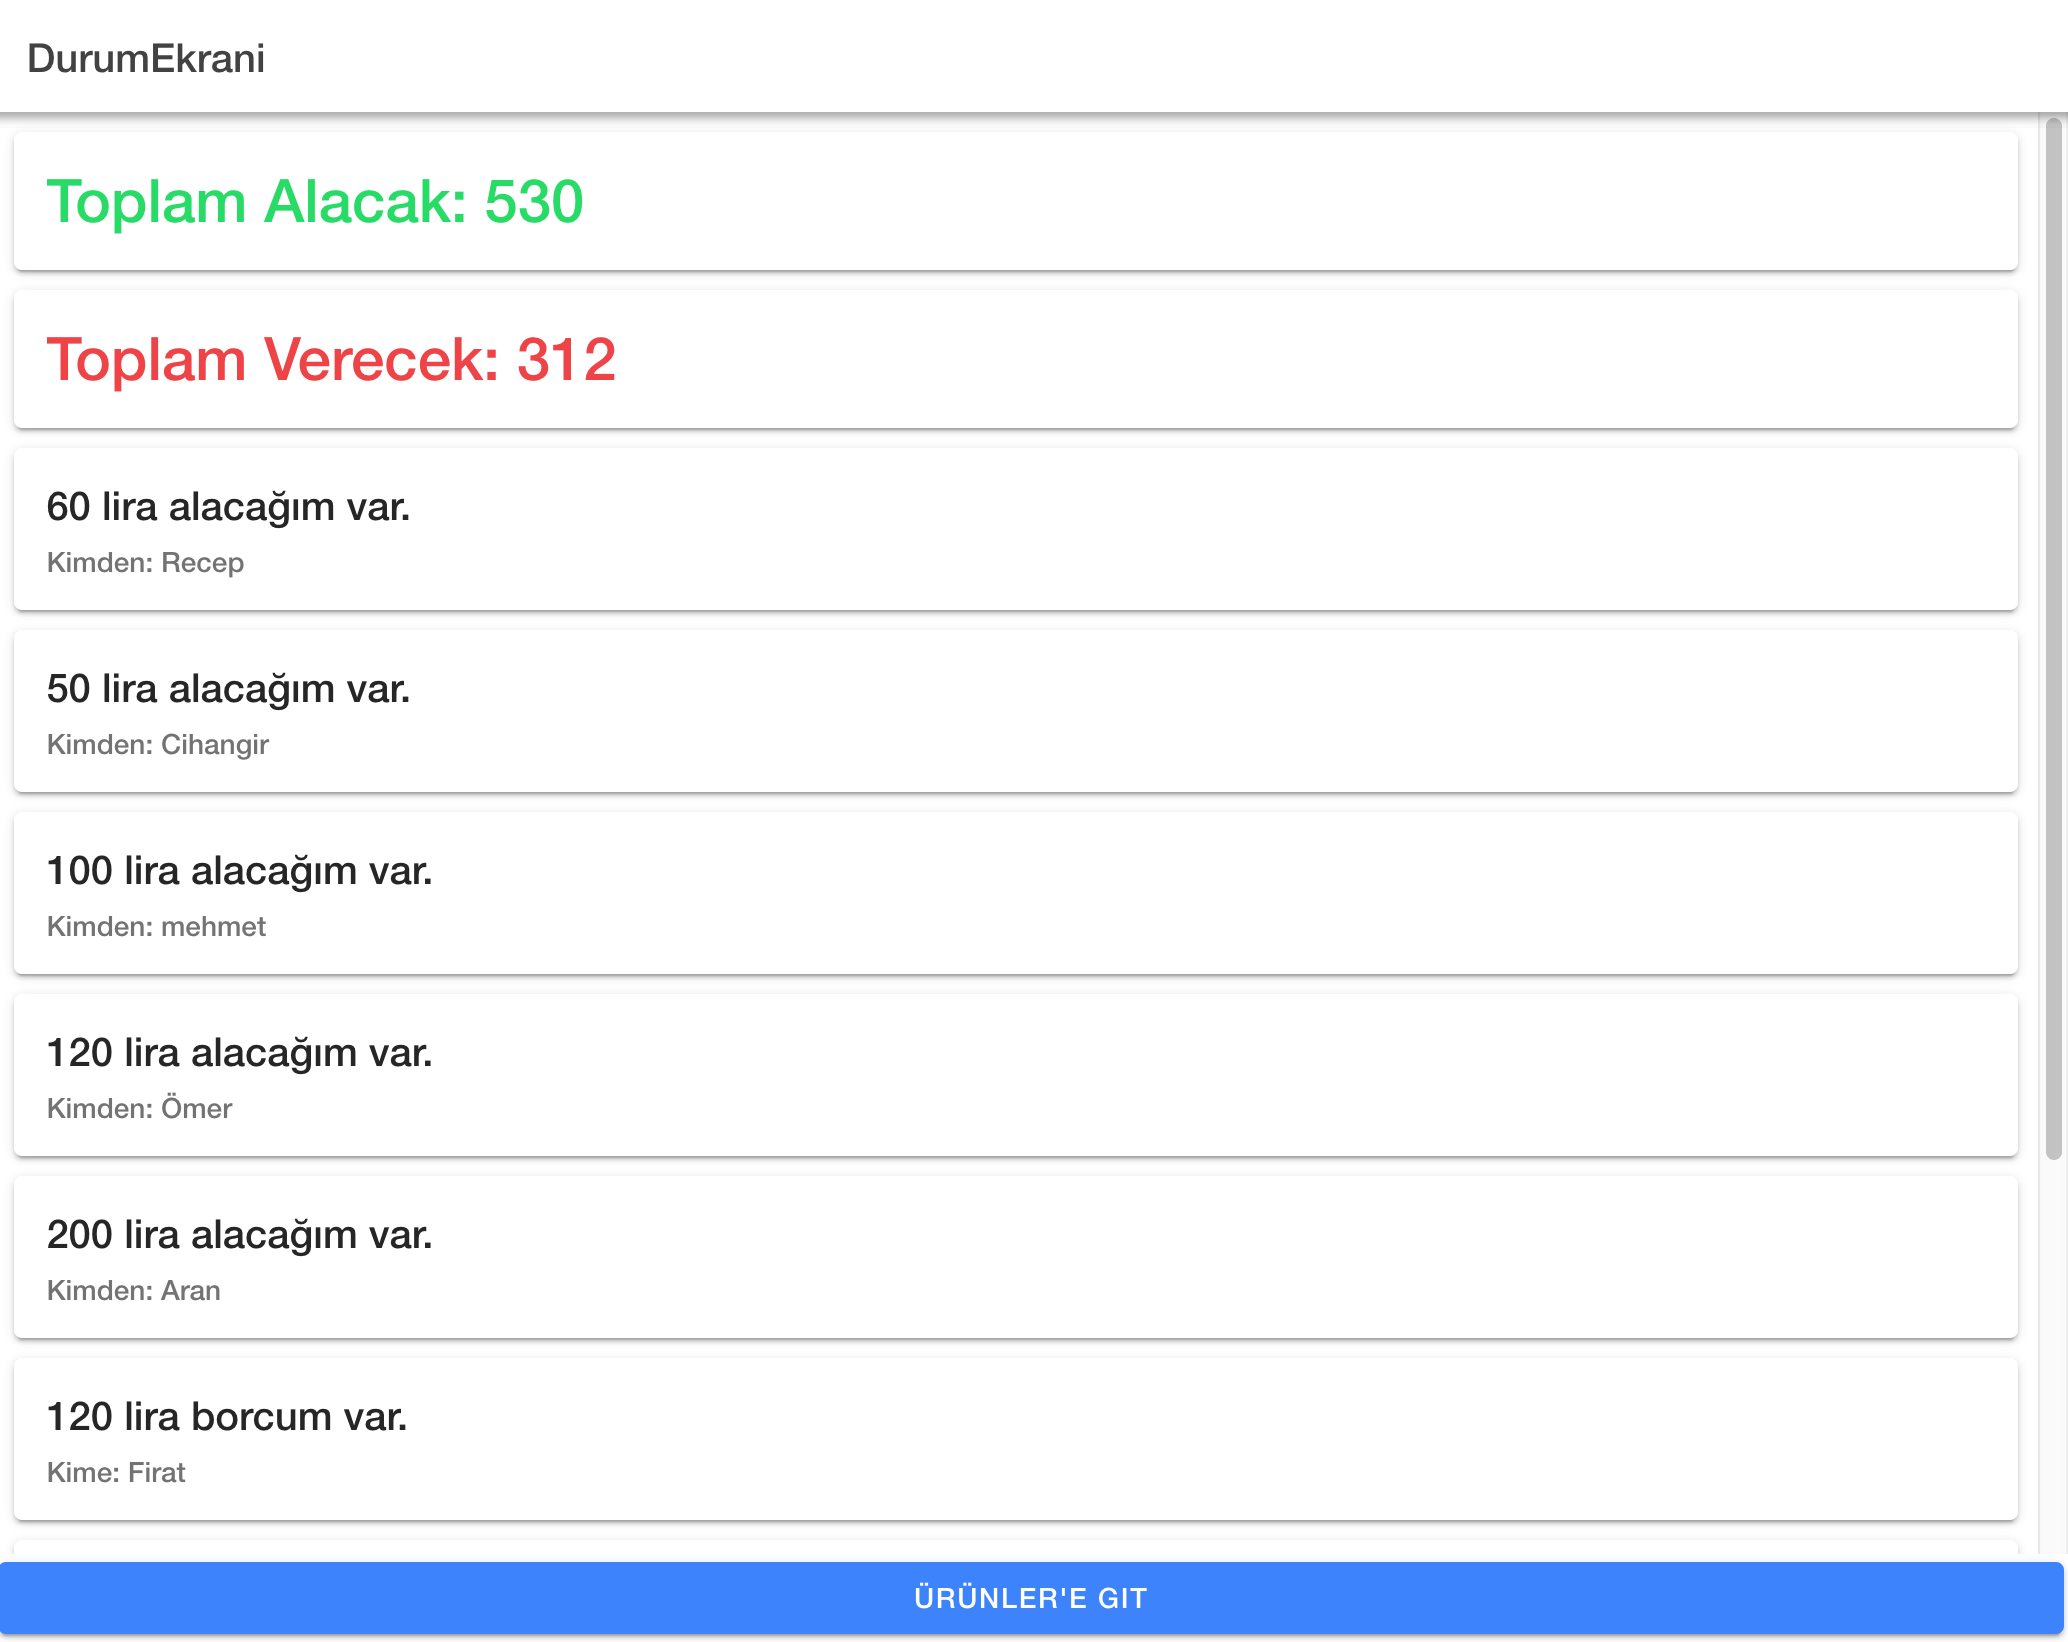 DurumEkrani
Toplam Alacak: 530
Toplam Verecek: 312
60 lira alacağım var.
Kimden: Recep
50 lira alacağım var.
Kimden: Cihangir
100 lira alacağım var.
Kimden: mehmet
120 lira alacağım var.
Kimden: Ömer
200 lira alacağım var.
Kimden: Aran
120 lira borcum var.
Kime: Firat
ÜRÜNLER'E GIT